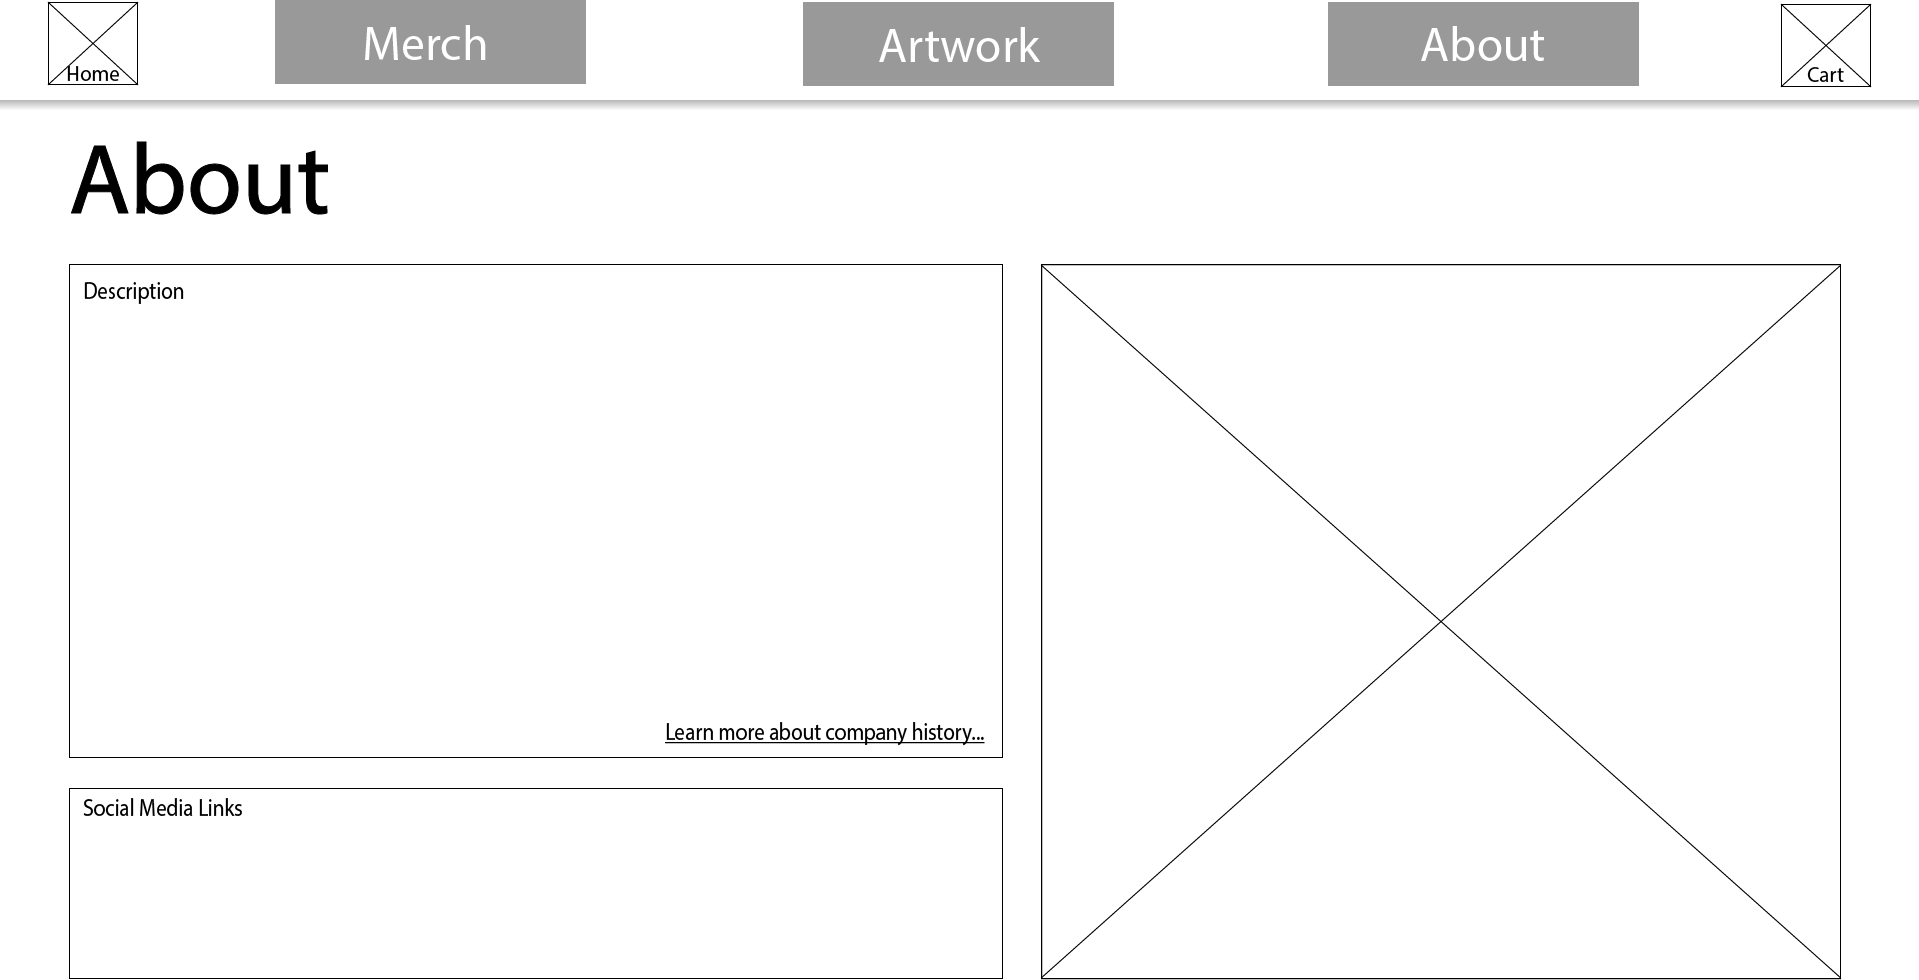 Home
Merch
Artwork
About
Cart
About
Description
Learn more about company history...
Social Media Links